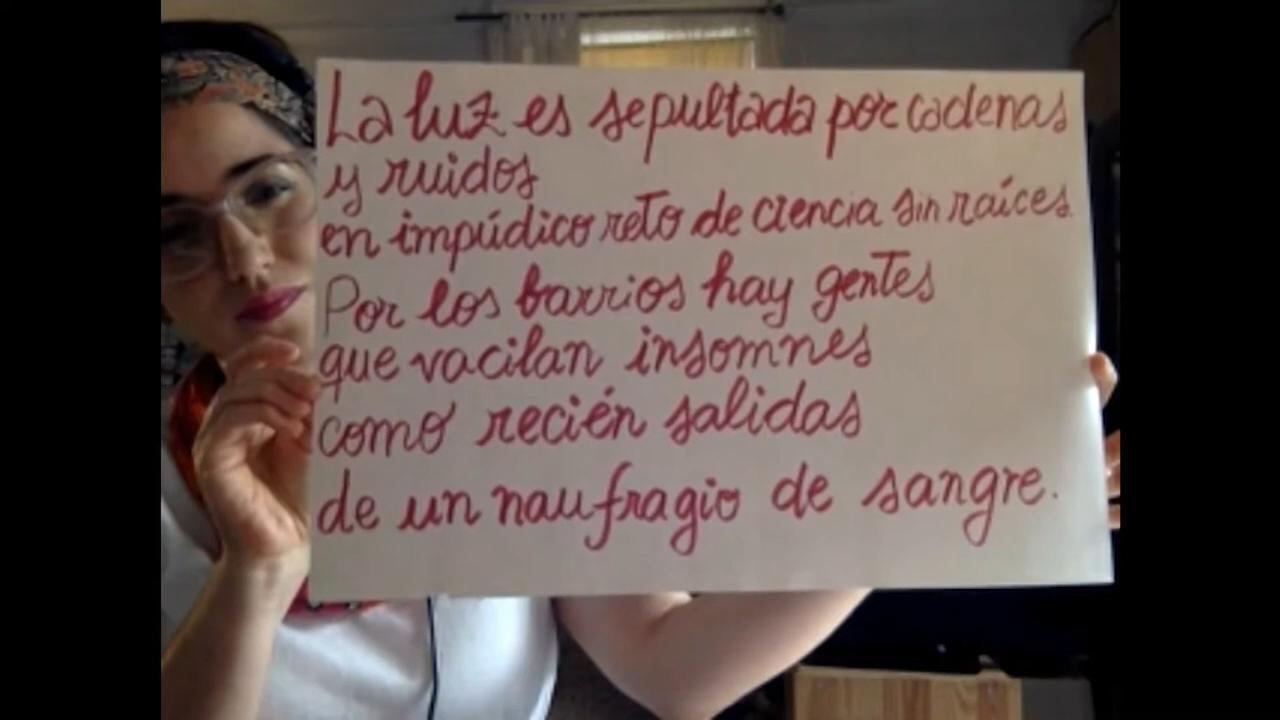 La luz es sepultada por cadenas
y ruidos
en impúdico reto de ciencia sin raíces.
Por los barrios hay gentes
que vacilan insomnes
como recién salidas
de un naufragio de sangre.